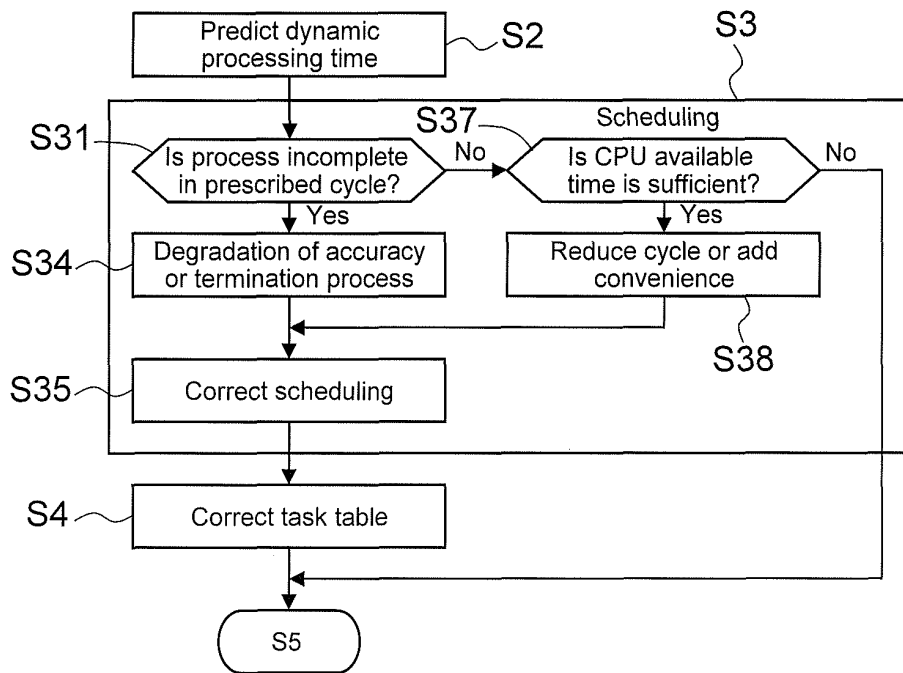 Predict dynamic
processing time
S2
S3
Scheduling
S31
Is process incomplete
in prescribed cycle?
No
S37
Is CPU available
time is sufficient?
No
Yes
Yes
S34
Degradation of accuracy
or termination process
Reduce cycle or add
convenience
S38
S35
Correct scheduling
S4
Correct task table
S5